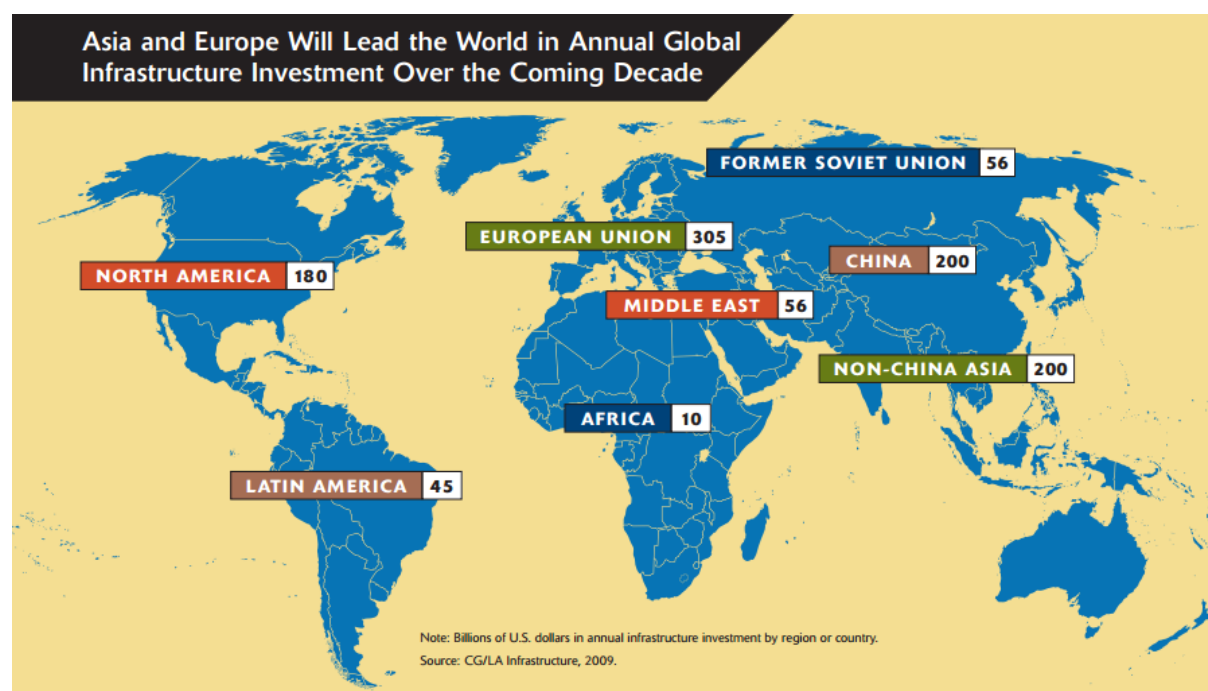 Asia and Europe Will Lead the World in Annual Global
Infrastructure Investment Over the Coming Decade
FORMER SOVIET UNION 56
EUROPEAN UNION 305
CHINA 200
NORTH AMERICA 180
MIDDLE EAST 56
NON-CHINA ASIA 200
AFRICA 10
LATIN AMERICA 45
Note: Billions of U.S. dollars in annual infrastructure investment by region or country.
Source: CG/LA Infrastructure, 2009.